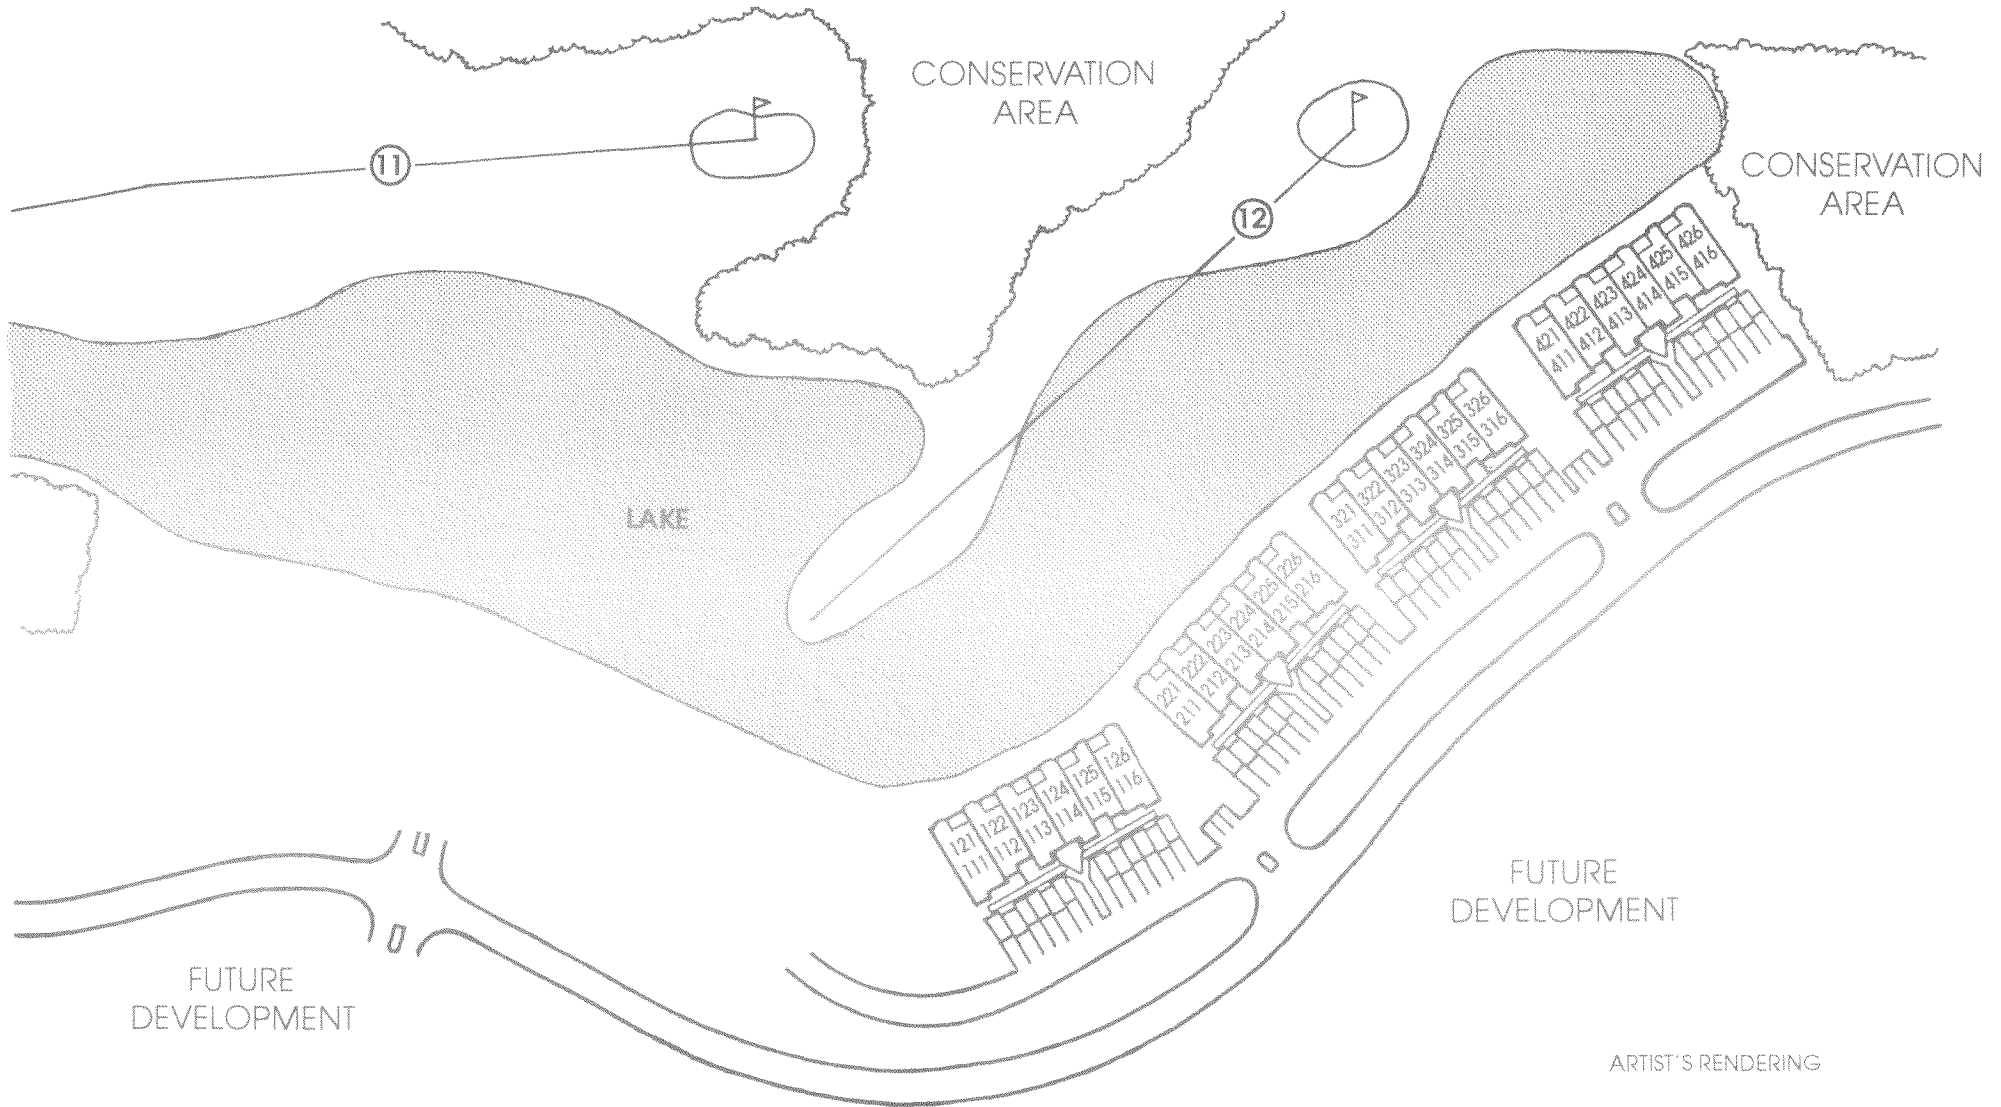 CONSERVATION
AREA
11
12
CONSERVATION
AREA
421 422 423 424 425 426
411 412 413 414 415 416
321 322 323 324 325 326
311 312 313 314 315 316
LAKE
221 222 223 224 225 226
211 212 213 214 215 216
121 122 123 124 125 126
111 112 113 114 115 116
FUTURE
DEVELOPMENT
FUTURE
DEVELOPMENT
ARTIST'S RENDERING